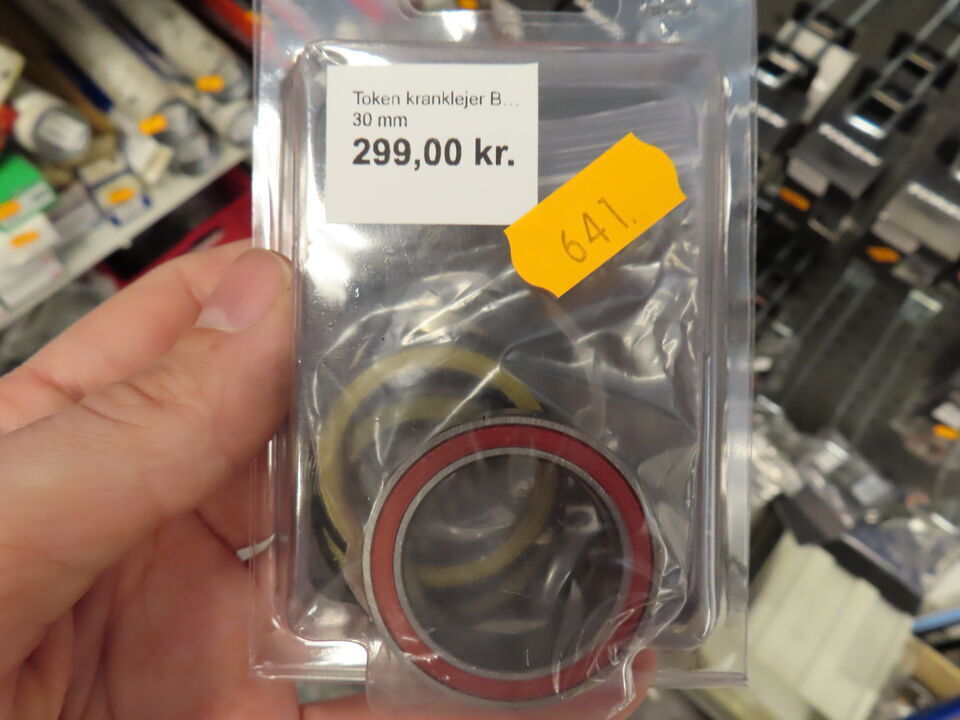 Token kranklejer B...
30 mm
299,00 kr.
641.